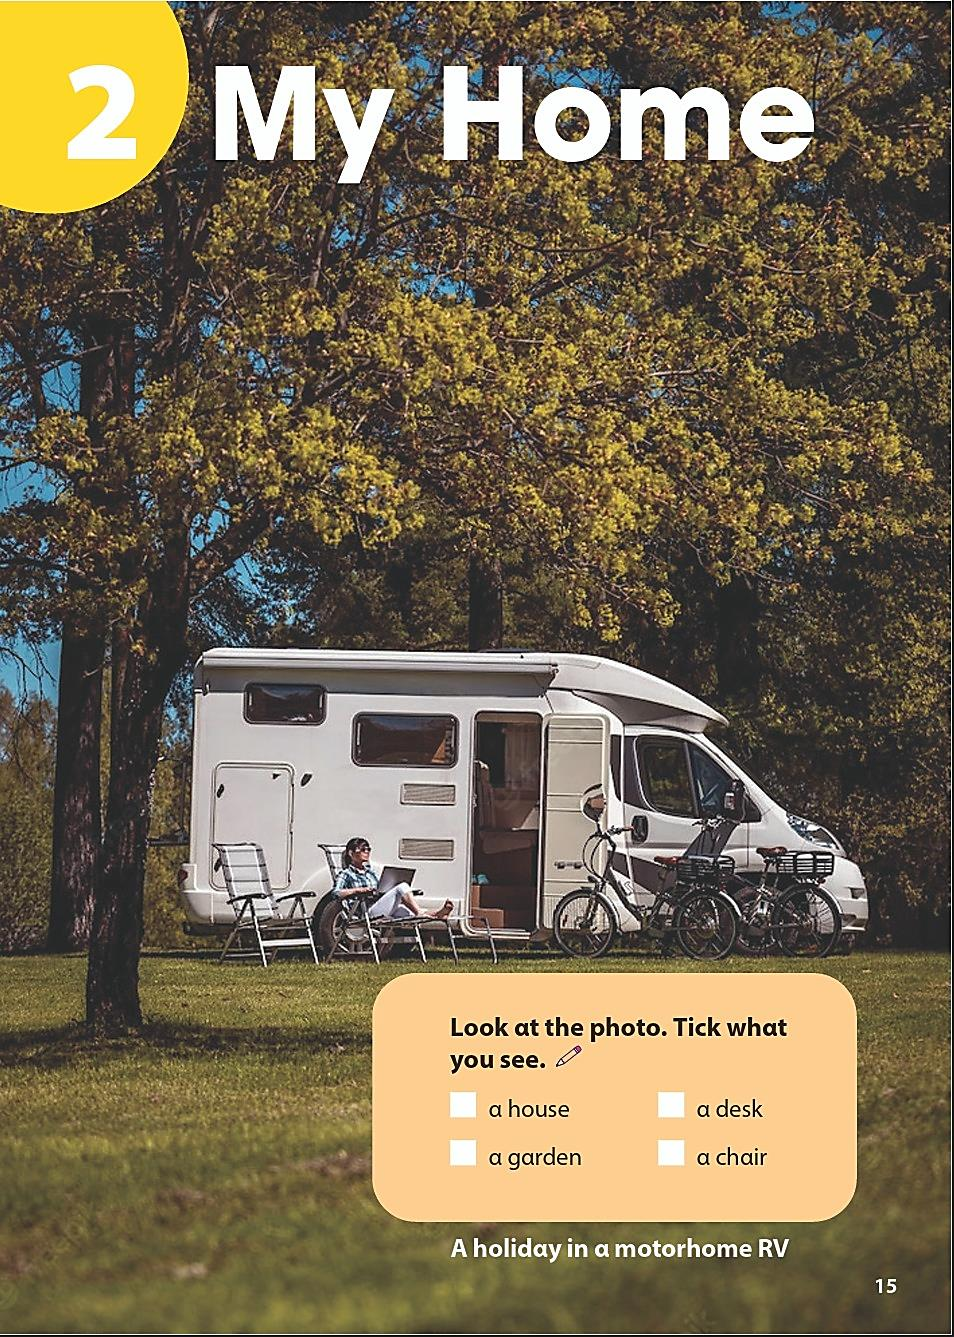 2 My Home
Look at the photo. Tick what
you see.
a house
a desk
a garden
a chair
A holiday in a motorhome RV
15